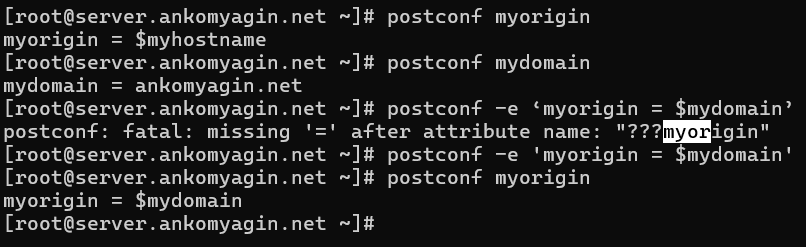 [root@server.ankomyagin.net ~]# postconf myorigin
myorigin = $myhostname
[root@server.ankomyagin.net ~]# postconf mydomain
mydomain = ankomyagin.net
[root@server.ankomyagin.net ~]# postconf -e ‘myorigin = $mydomain’
postconf: fatal: missing '=' after attribute name: "???myorigin"
[root@server.ankomyagin.net ~]# postconf -e 'myorigin = $mydomain'
[root@server.ankomyagin.net ~]# postconf myorigin
myorigin = $mydomain
[root@server.ankomyagin.net ~]#